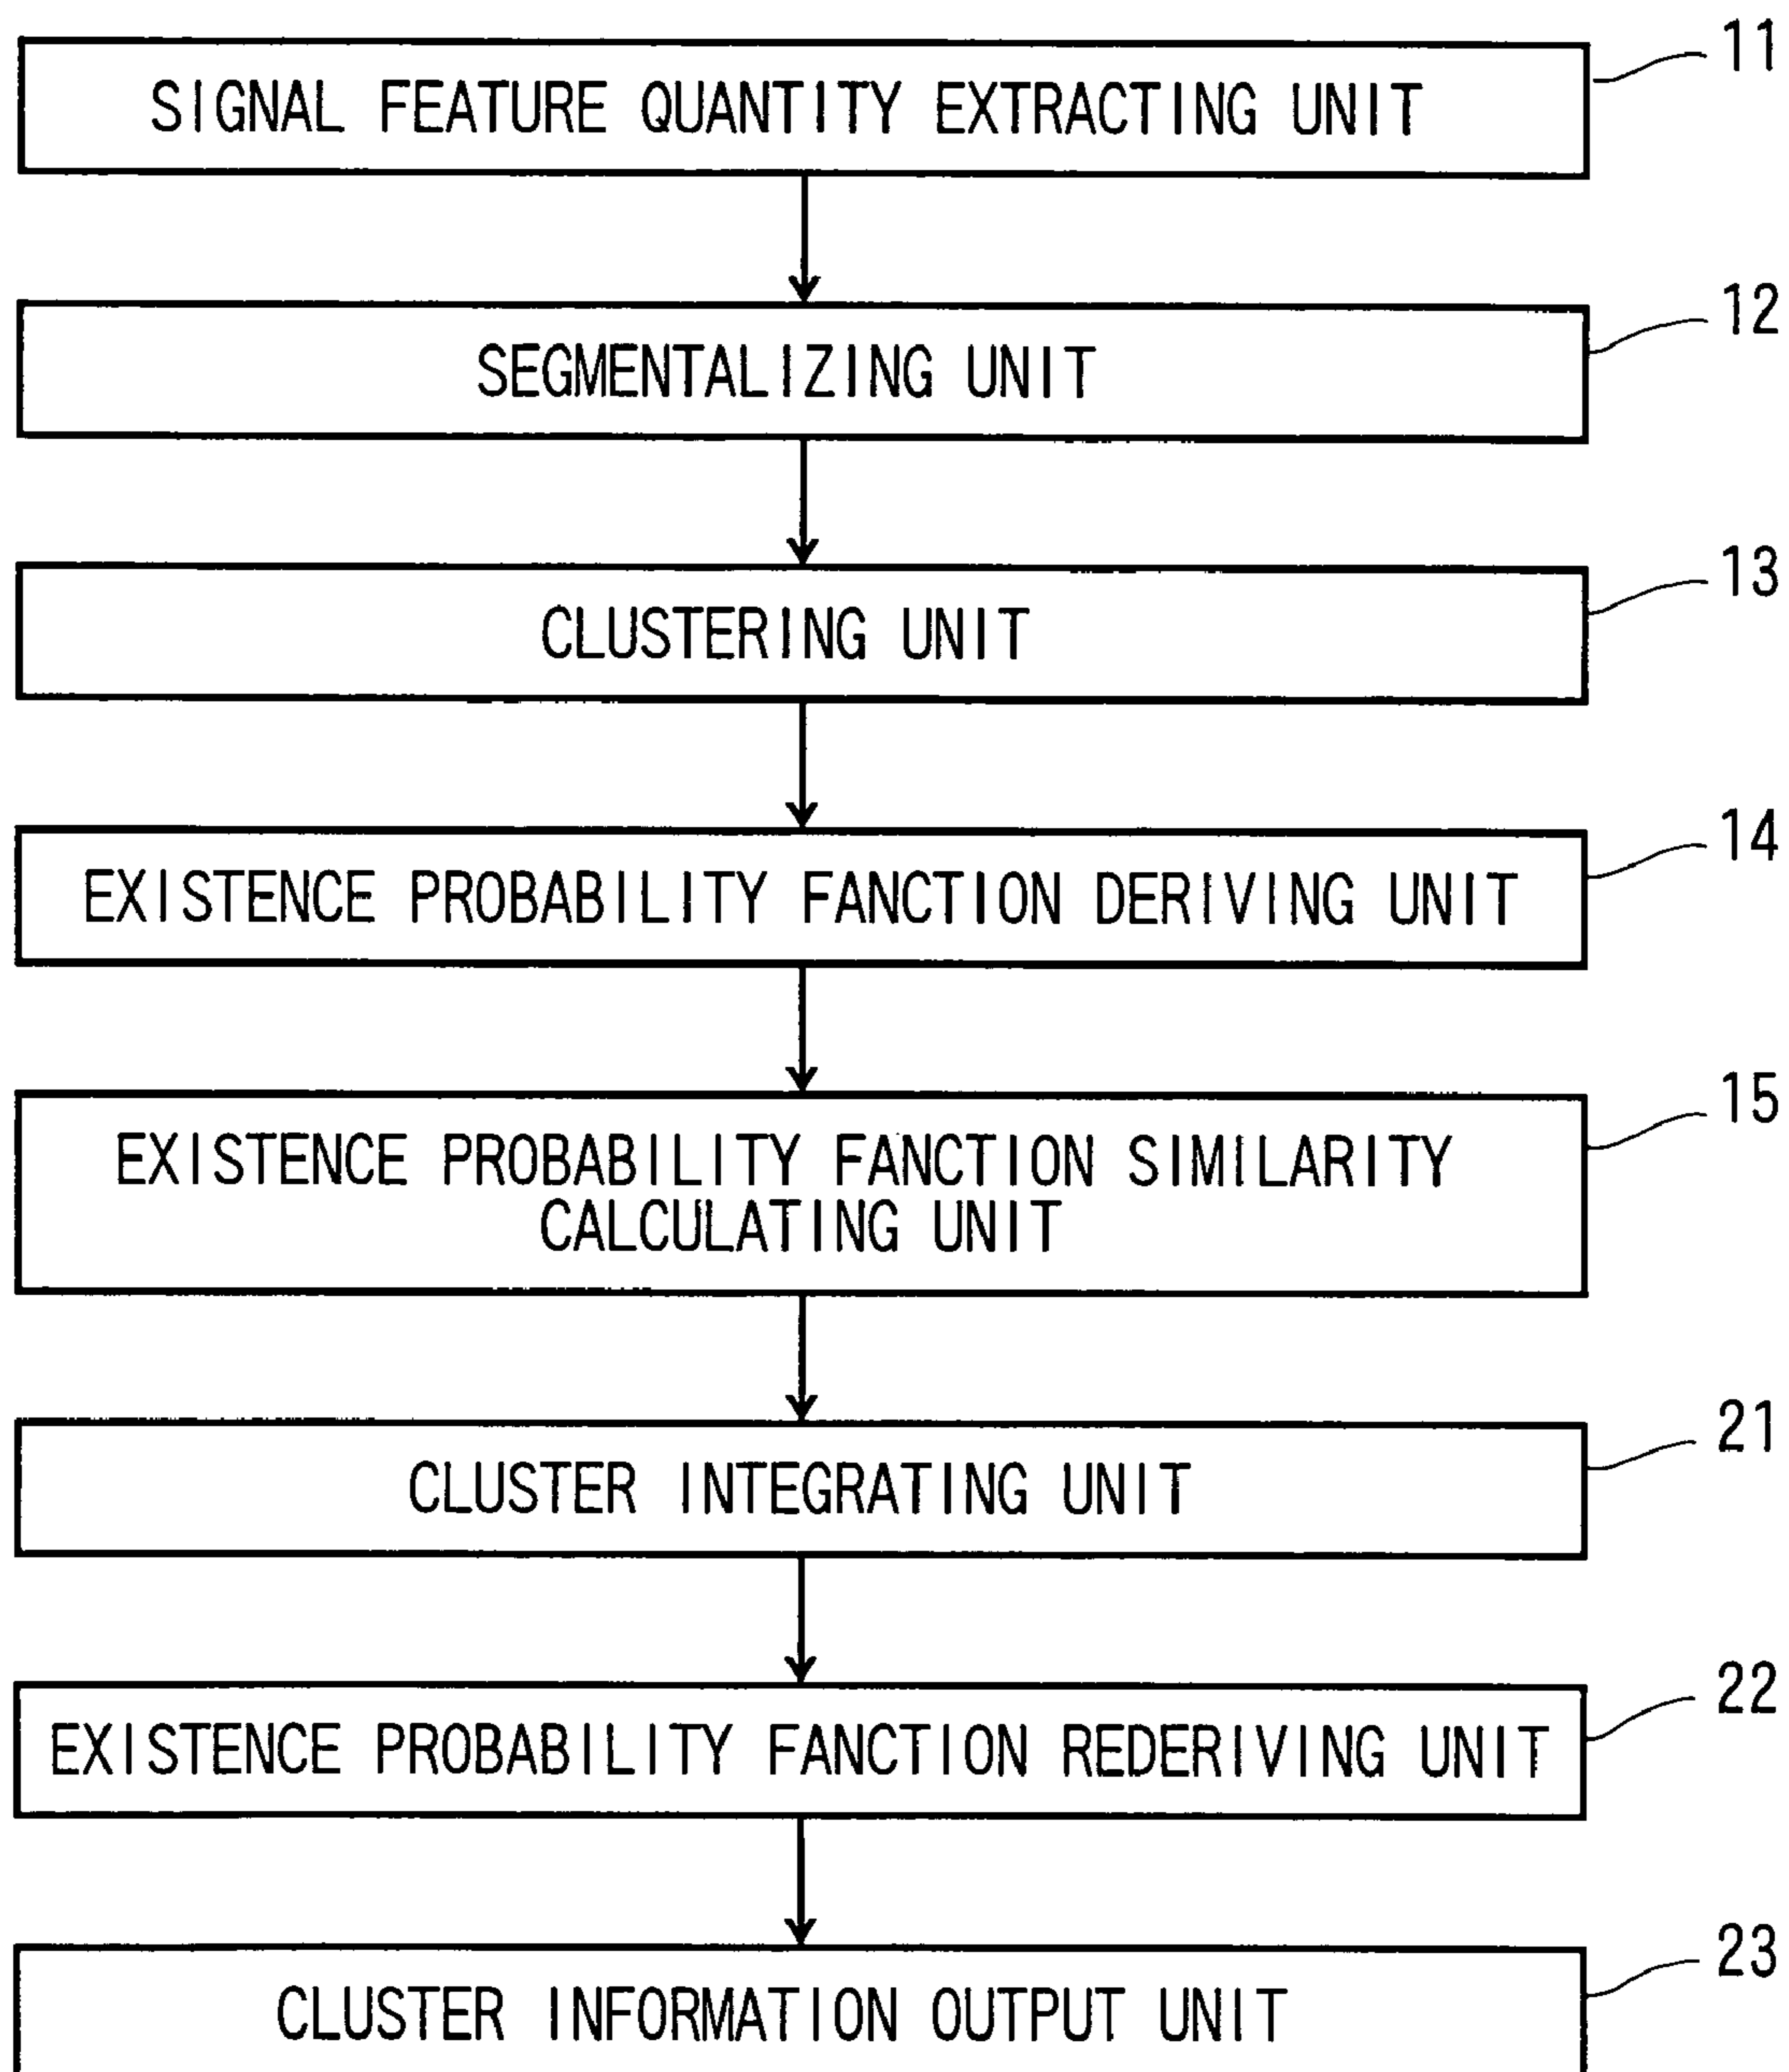 11
SIGNAL FEATURE QUANTITY EXTRACTING UNIT
12
SEGMENTALIZING UNIT
13
CLUSTERING UNIT
14
EXISTENCE PROBABILITY FANCTION DERIVING UNIT
15
EXISTENCE PROBABILITY FANCTION SIMILARITY
CALCULATING UNIT
21
CLUSTER INTEGRATING UNIT
22
EXISTENCE PROBABILITY FANCTION REDERIVING UNIT
23
CLUSTER INFORMATION OUTPUT UNIT